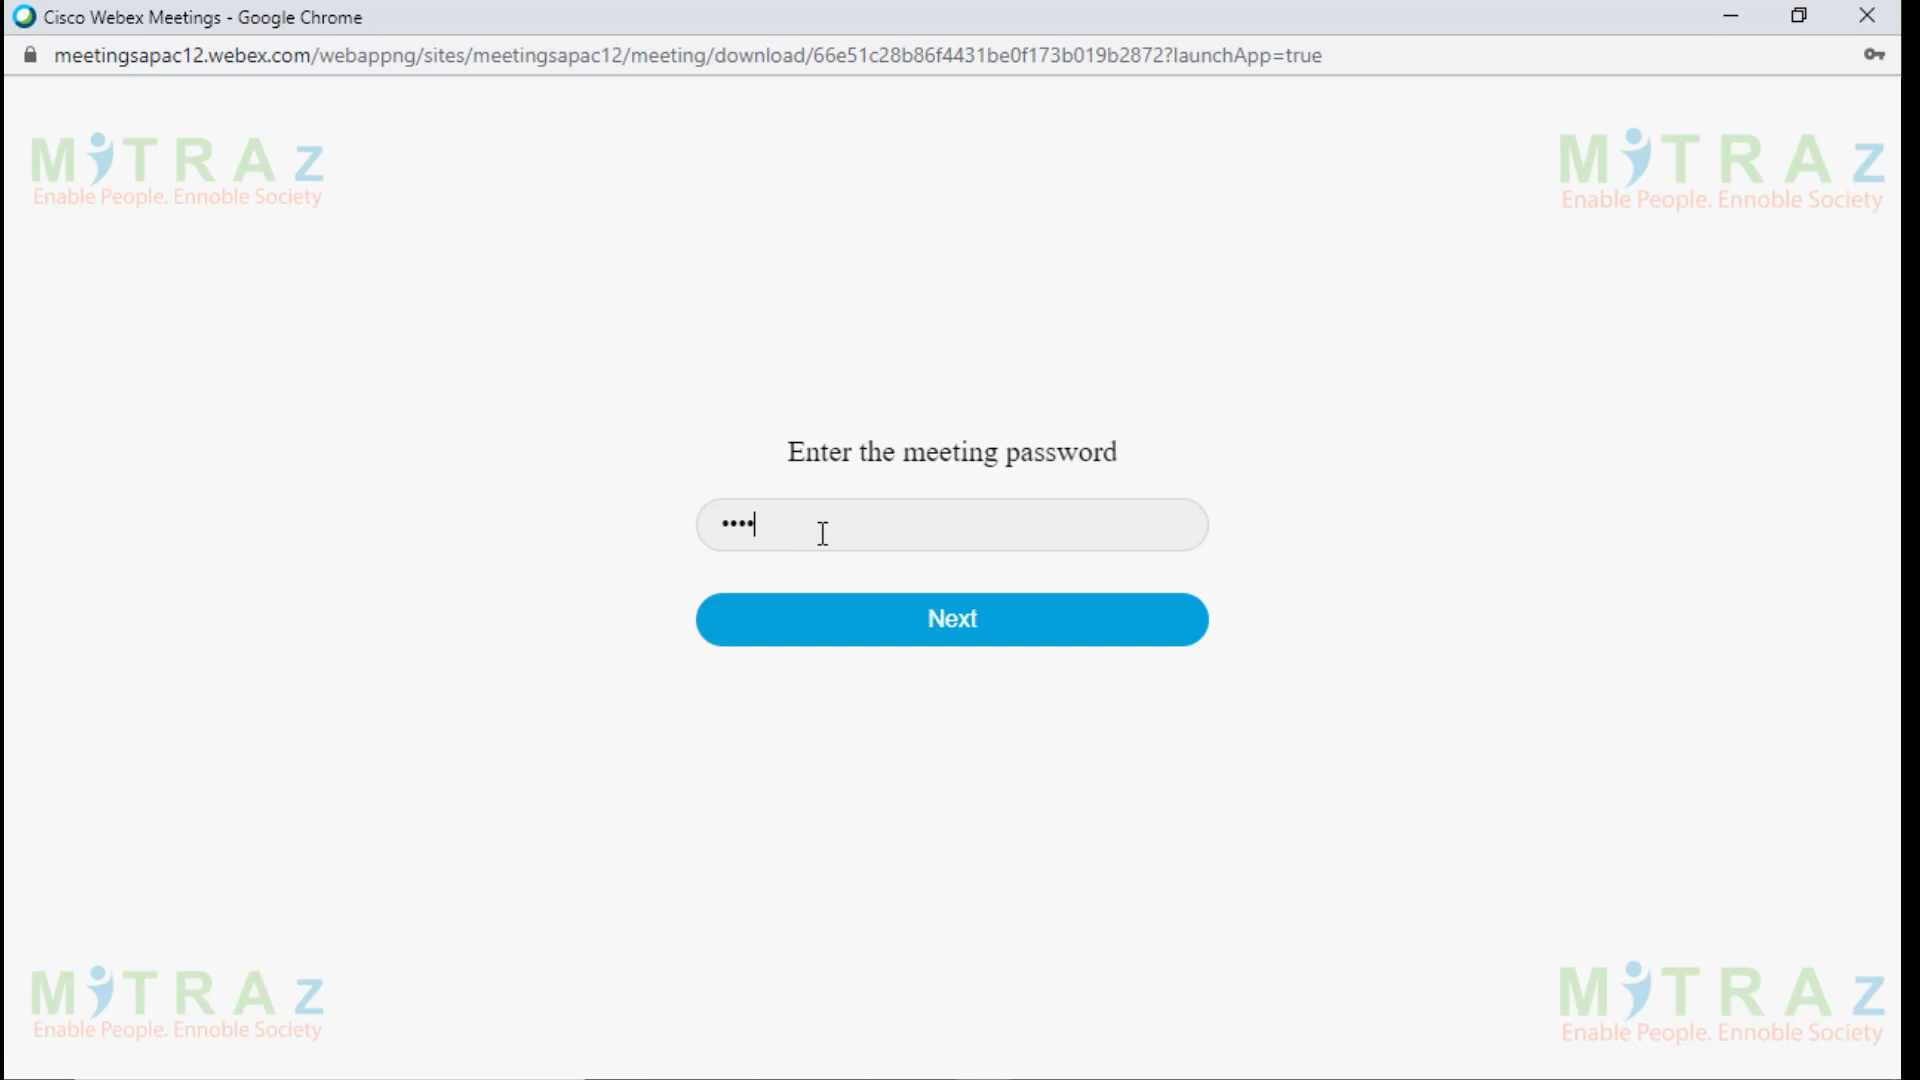 Cisco Webex Meetings - Google Chrome
meetingsapac12.webex.com/webappng/sites/meetingsapac12/meeting/download/66e51c28b86f4431be0f173b019b2872?launchApp=true
MiTRAz
Enable People. Ennoble Society
MiTRAz
Enable People. Ennoble Society
Enter the meeting password
••••
Next
MiTRAz
Enable People. Ennoble Society
MiTRAz
Enable People. Ennoble Society